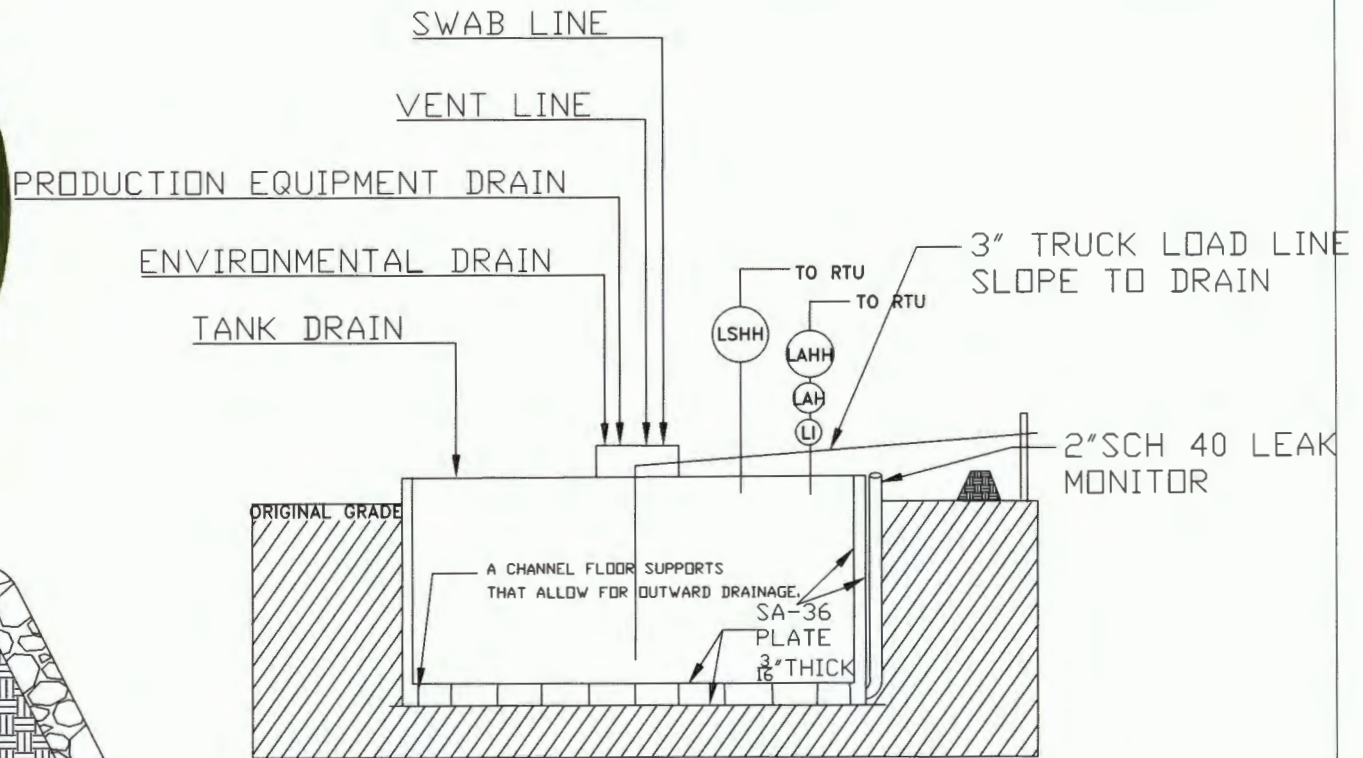 SWAB LINE
VENT LINE
PRODUCTION EQUIPMENT DRAIN
ENVIRONMENTAL DRAIN
TANK DRAIN
TO RTU
TO RTU
3" TRUCK LOAD LINE
SLOPE TO DRAIN
LSHH
LAHH
LAH
LI
2"SCH 40 LEAK
MONITOR
ORIGINAL GRADE
A CHANNEL FLOOR SUPPORTS
THAT ALLOW FOR OUTWARD DRAINAGE.
SA-36
PLATE
3/16"THICK